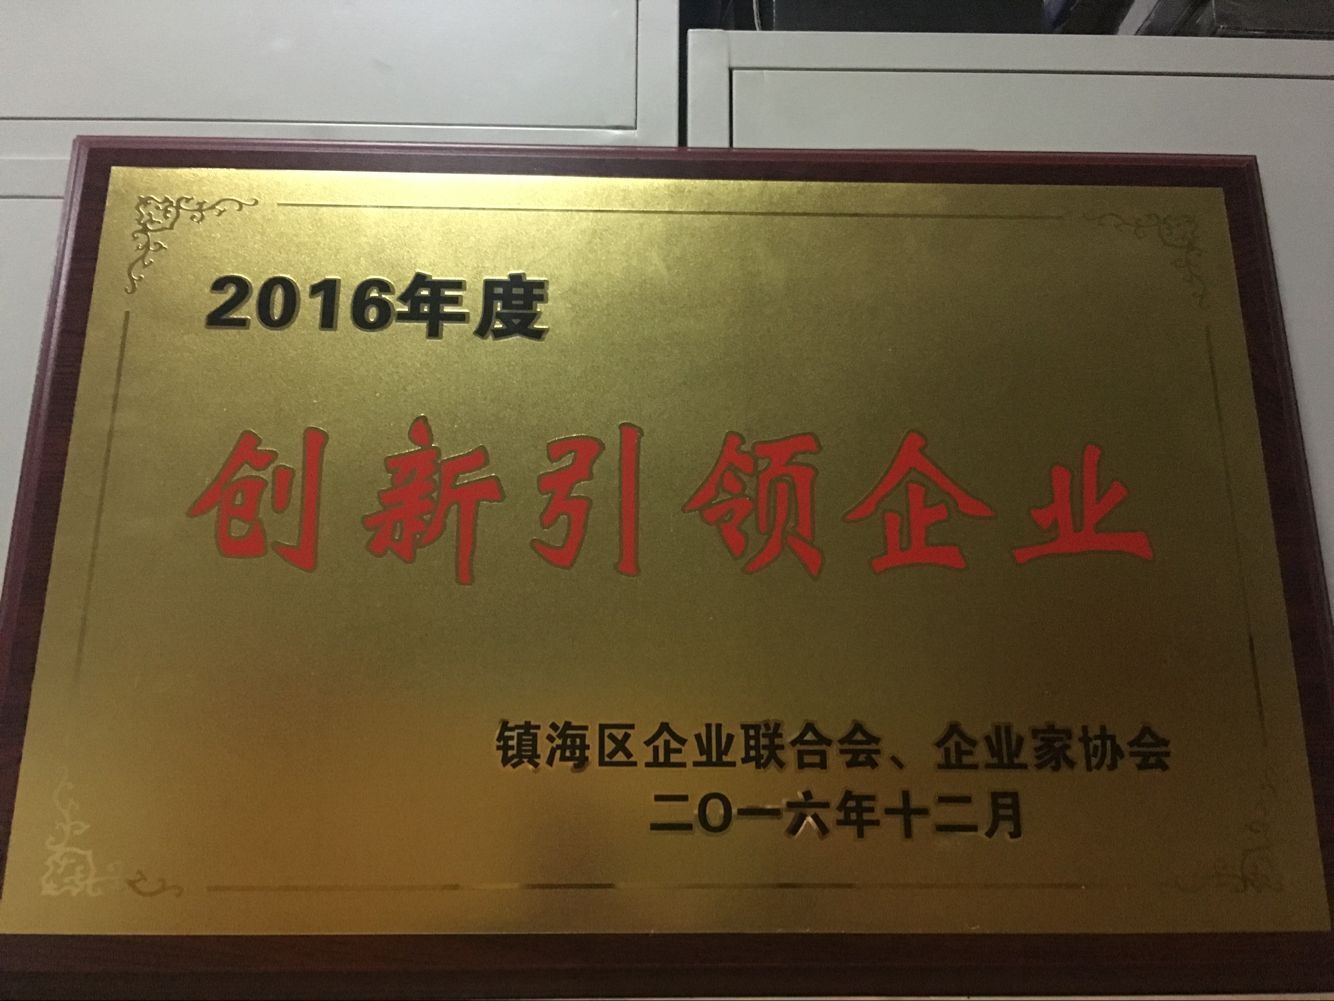 2016年度
创新引领企业
镇海区企业联合会、企业家协会
二〇一六年十二月